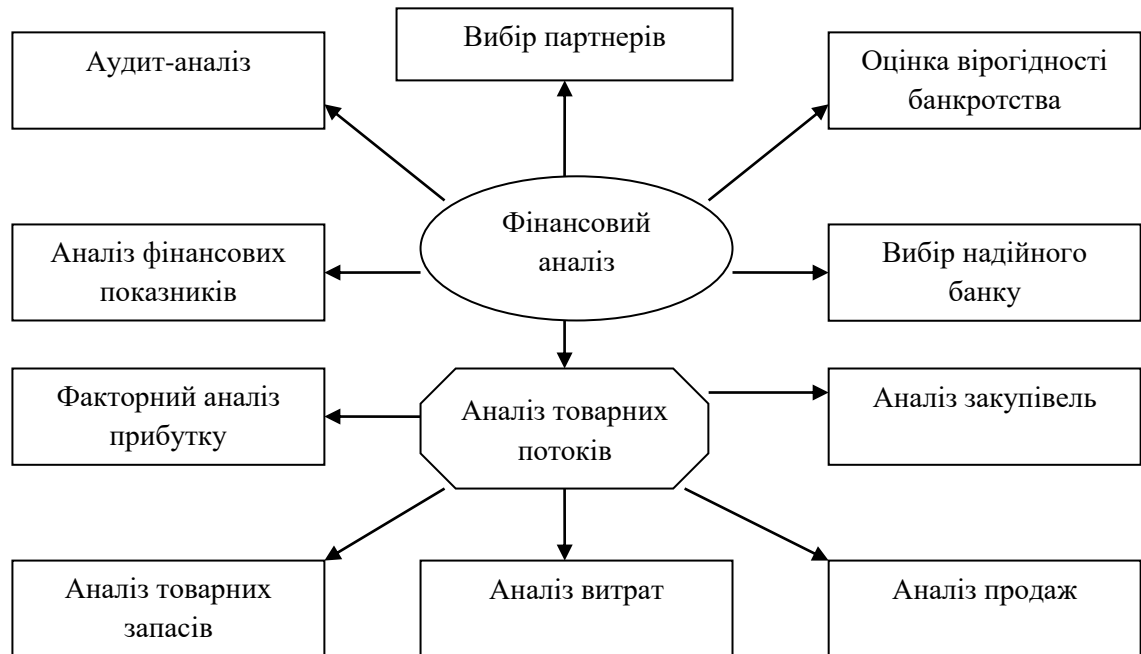 Аудит-аналіз
Вибір партнерів
Оцінка вірогідності
банкротства
Фінансовий
аналіз
Аналіз фінансових
показників
Вибір надійного
банку
Факторний аналіз
прибутку
Аналіз товарних
потоків
Аналіз закупівель
Аналіз товарних
запасів
Аналіз витрат
Аналіз продаж